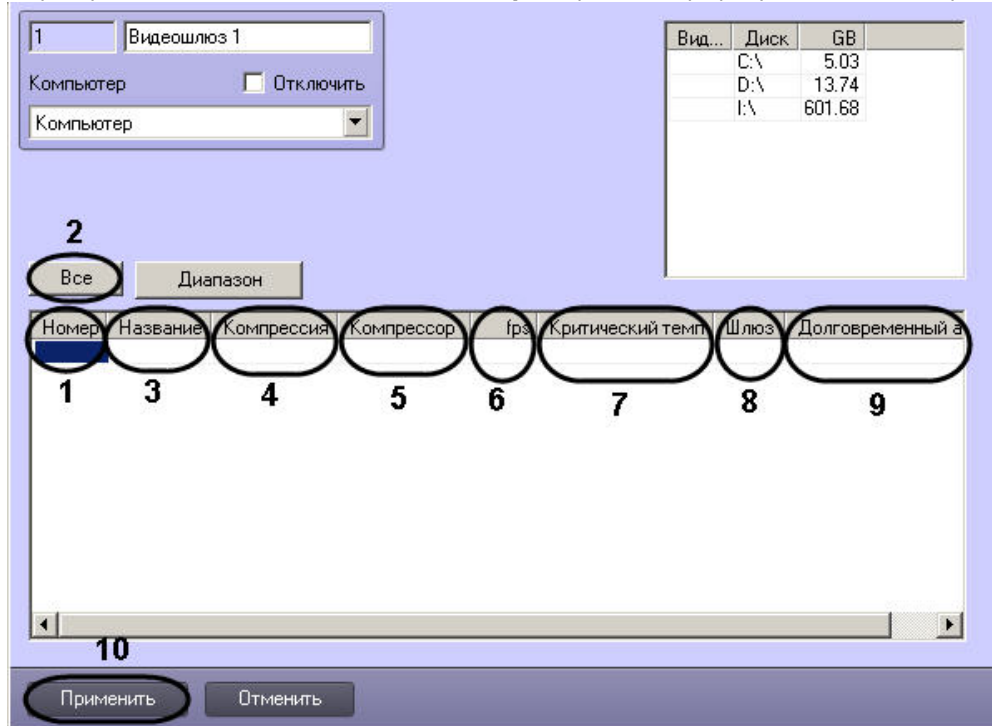 1 Видеошлюз 1
Компьютер Отключить
Компьютер
Вид... Диск GB
C:\ 5.03
D:\ 13.74
I:\ 601.68
2
Все Диапазон
Номер Название Компрессия Компрессор fps Критический темп Шлюз Долговременный а
1 3 4 5 6 7 8 9
10
Применить Отменить